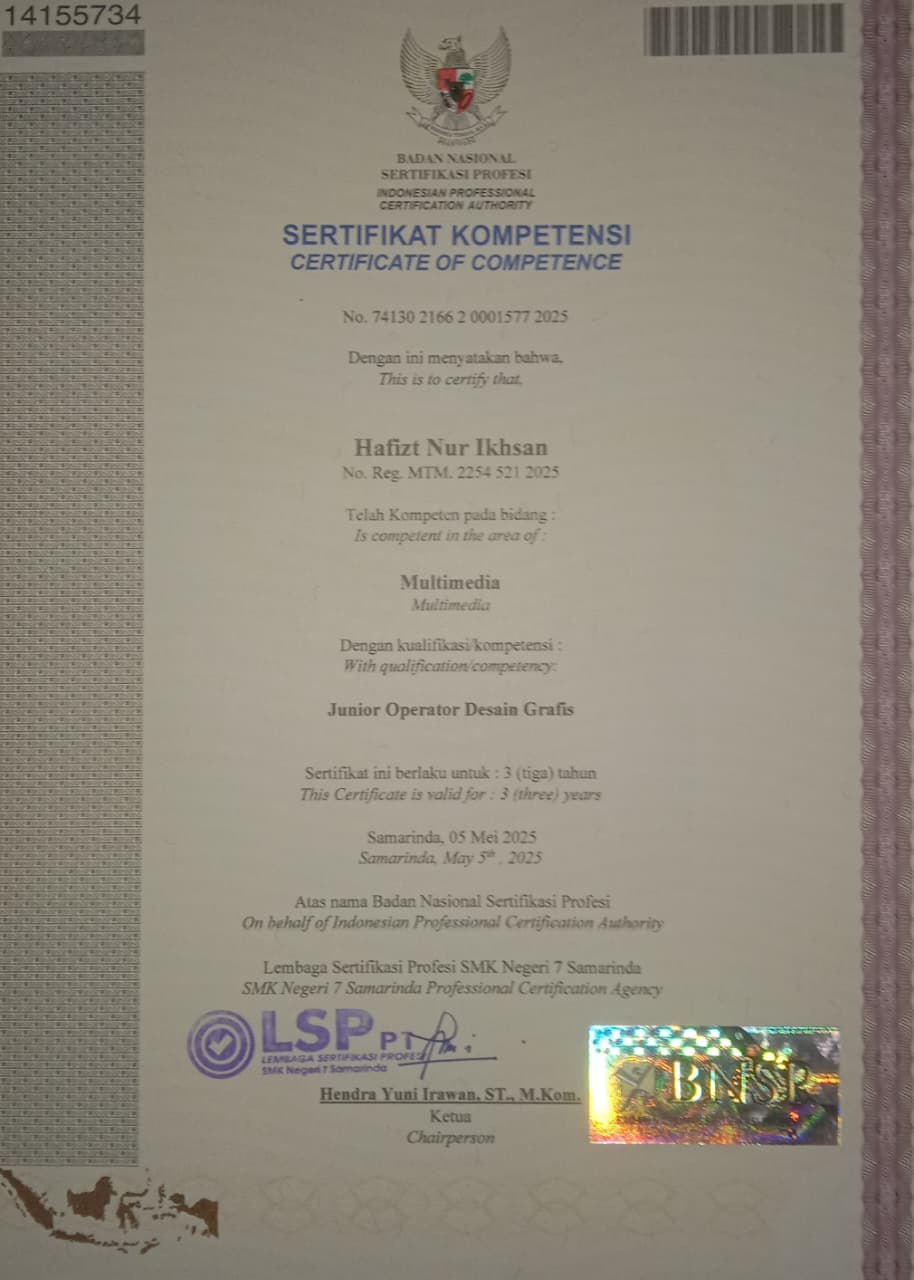 14155734
BADAN NASIONAL
SERTIFIKASI PROFESI
INDONESIAN PROFESSIONAL
CERTIFICATION AUTHORITY
SERTIFIKAT KOMPETENSI
CERTIFICATE OF COMPETENCE
No. 74130 2166 2 0001577 2025
Dengan ini menyatakan bahwa,
This is to certify that,
Hafizt Nur Ikhsan
No. Reg. MTM. 2254 521 2025
Telah Kompeten pada bidang :
Is competent in the area of :
Multimedia
Multimedia
Dengan kualifikasi/kompetensi :
With qualification/competency:
Junior Operator Desain Grafis
Sertifikat ini berlaku untuk : 3 (tiga) tahun
This Certificate is valid for : 3 (three) years
Samarinda, 05 Mei 2025
Samarinda, May 5th , 2025
Atas nama Badan Nasional Sertifikasi Profesi
On behalf of Indonesian Professional Certification Authority
Lembaga Sertifikasi Profesi SMK Negeri 7 Samarinda
SMK Negeri 7 Samarinda Professional Certification Agency
LSP P1
LEMBAGA SERTIFIKASI PROFESI
SMK Negeri 7 Samarinda
BNSP
Hendra Yuni Irawan, ST., M.Kom.
Ketua
Chairperson